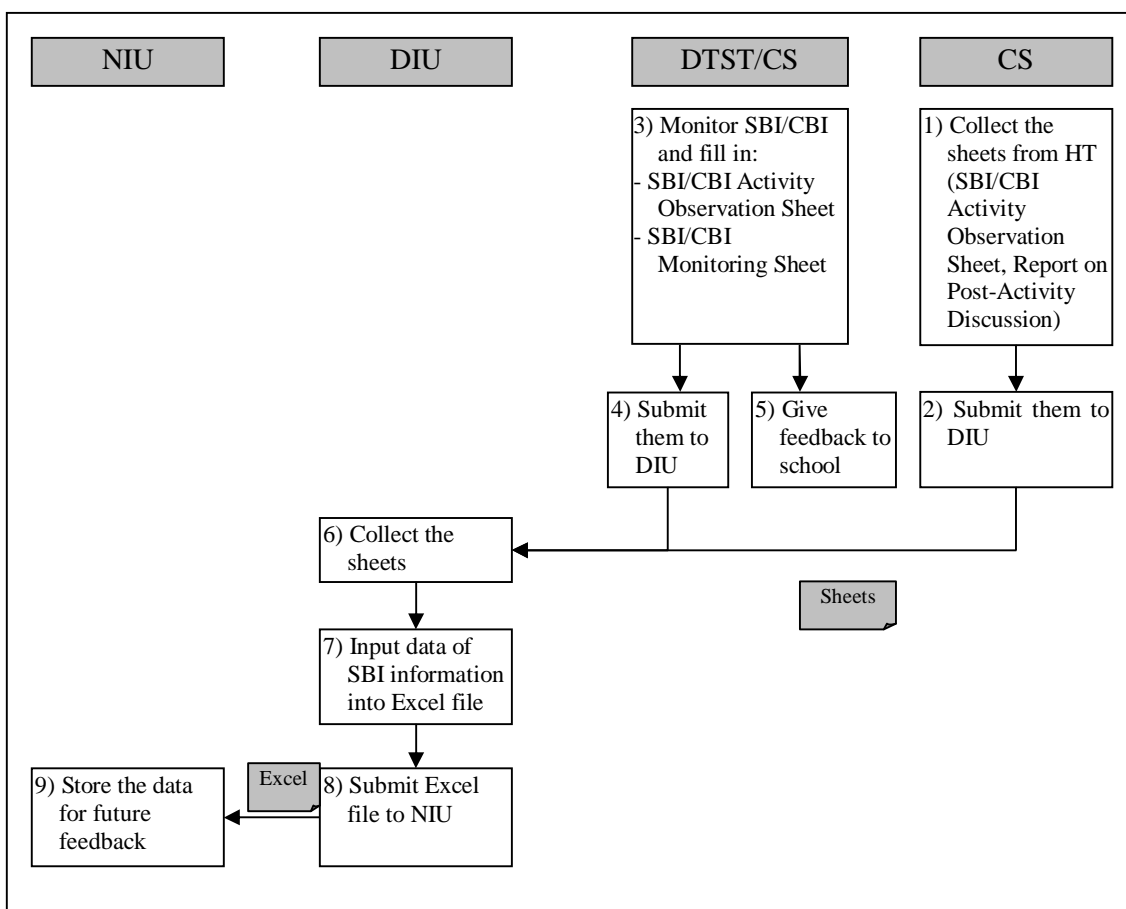 NIU
DIU
DTST/CS
CS
3) Monitor SBI/CBI
and fill in:
- SBI/CBI Activity
Observation Sheet
- SBI/CBI
Monitoring Sheet
1) Collect the
sheets from HT
(SBI/CBI
Activity
Observation
Sheet, Report on
Post-Activity
Discussion)
4) Submit
them to
DIU
5) Give
feedback to
school
2) Submit them to
DIU
6) Collect the
sheets
Sheets
7) Input data of
SBI information
into Excel file
9) Store the data
for future
feedback
Excel
8) Submit Excel
file to NIU